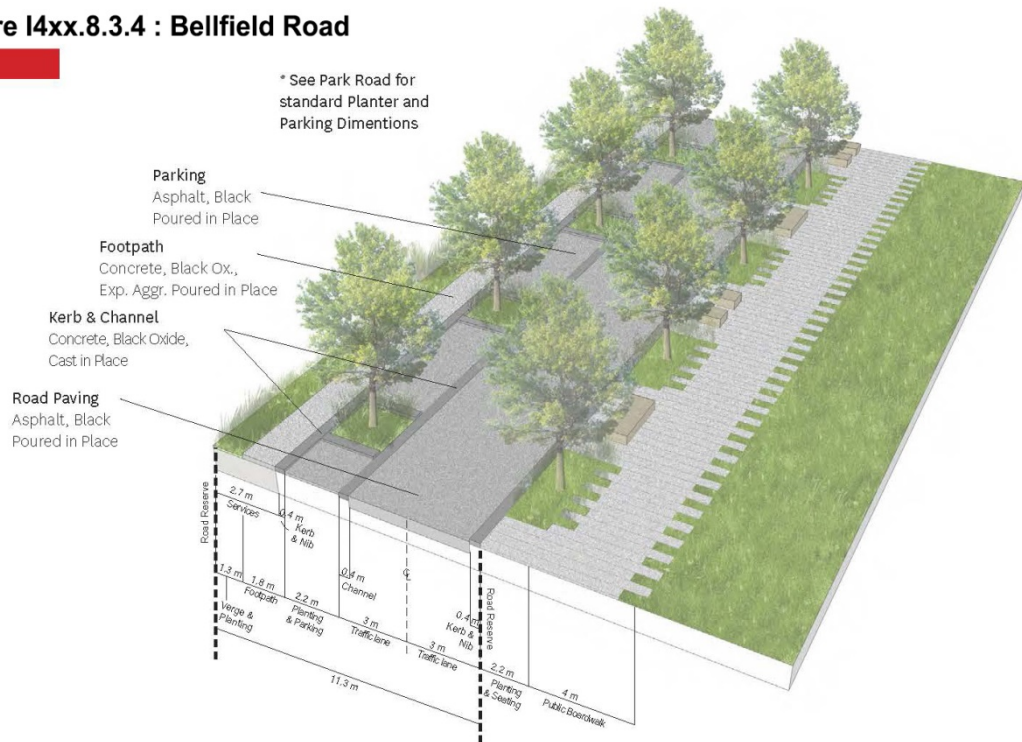 re I4xx.8.3.4 : Bellfield Road
* See Park Road for
standard Planter and
Parking Dimentions
Parking
Asphalt, Black
Poured in Place
Footpath
Concrete, Black Ox.,
Exp. Aggr. Poured in Place
Kerb & Channel
Concrete, Black Oxide,
Cast in Place
Road Paving
Asphalt, Black
Poured in Place
Road Reserve
2.7 m
Services
0.4 m
Kerb
& Nib
1.3 m
Verge &
Planting
1.8 m
Footpath
2.2 m
Planting
& Parking
0.4 m
Channel
3 m
Traffic lane
3 m
Traffic lane
0.4 m
Kerb &
Nib
Road Reserve
2.2 m
Planting
& Seating
4 m
Public Boardwalk
11.3 m